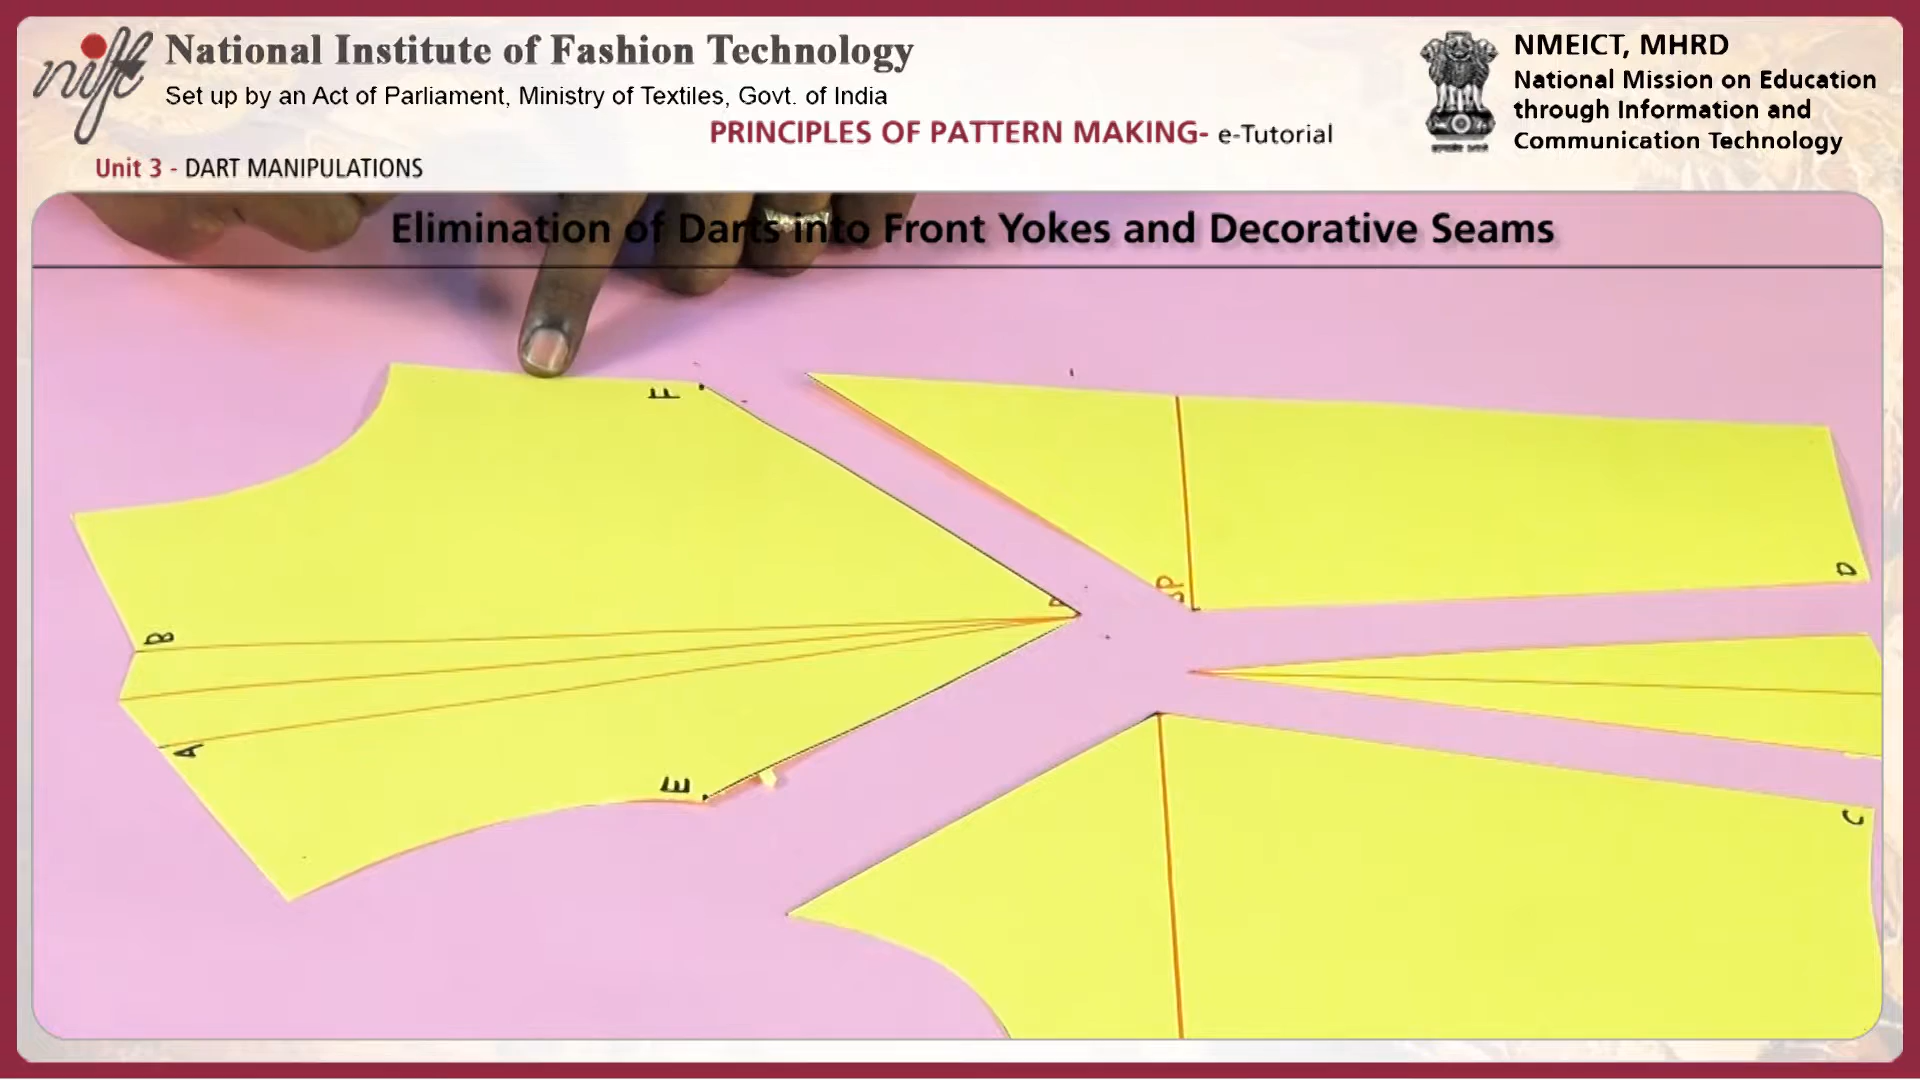 nift
National Institute of Fashion Technology
Set up by an Act of Parliament, Ministry of Textiles, Govt. of India
PRINCIPLES OF PATTERN MAKING- e-Tutorial
NMEICT, MHRD
National Mission on Education
through Information and
Communication Technology
Unit 3 - DART MANIPULATIONS
Elimination of Darts into Front Yokes and Decorative Seams
F
B
A
E
BP
D
C